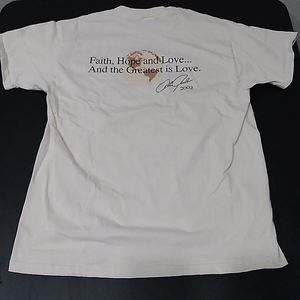 Faith, Hope and Love...
And the Greatest is Love.
2002